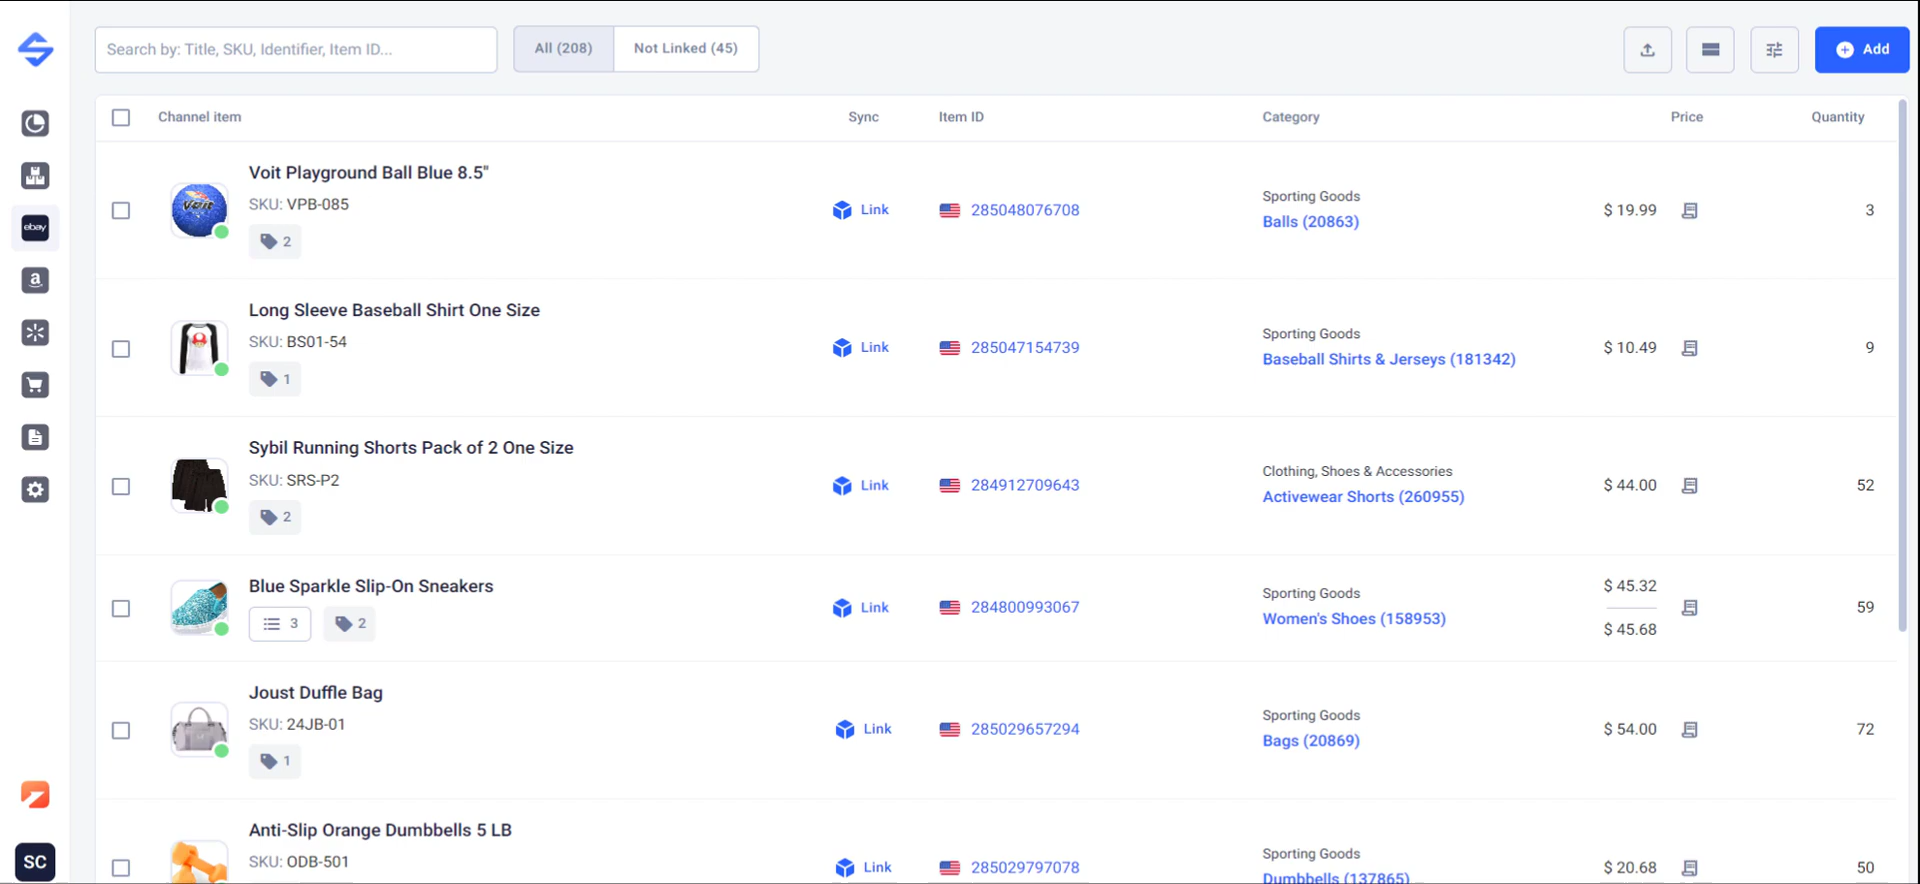 Search by: Title, SKU, Identifier, Item ID...
All (208)
Not Linked (45)
Add
Channel item
Sync
Item ID
Category
Price
Quantity
Voit Playground Ball Blue 8.5"
SKU: VPB-085
2
Link
285048076708
Sporting Goods
Balls (20863)
$ 19.99
3
Long Sleeve Baseball Shirt One Size
SKU: BS01-54
1
Link
285047154739
Sporting Goods
Baseball Shirts & Jerseys (181342)
$ 10.49
9
Sybil Running Shorts Pack of 2 One Size
SKU: SRS-P2
2
Link
284912709643
Clothing, Shoes & Accessories
Activewear Shorts (260955)
$ 44.00
52
Blue Sparkle Slip-On Sneakers
3
2
Link
284800993067
Sporting Goods
Women's Shoes (158953)
$ 45.32
$ 45.68
59
Joust Duffle Bag
SKU: 24JB-01
1
Link
285029657294
Sporting Goods
Bags (20869)
$ 54.00
72
Anti-Slip Orange Dumbbells 5 LB
SKU: ODB-501
Link
285029797078
Sporting Goods
Dumbbells (137865)
$ 20.68
50
ebay
a
SC
Voit